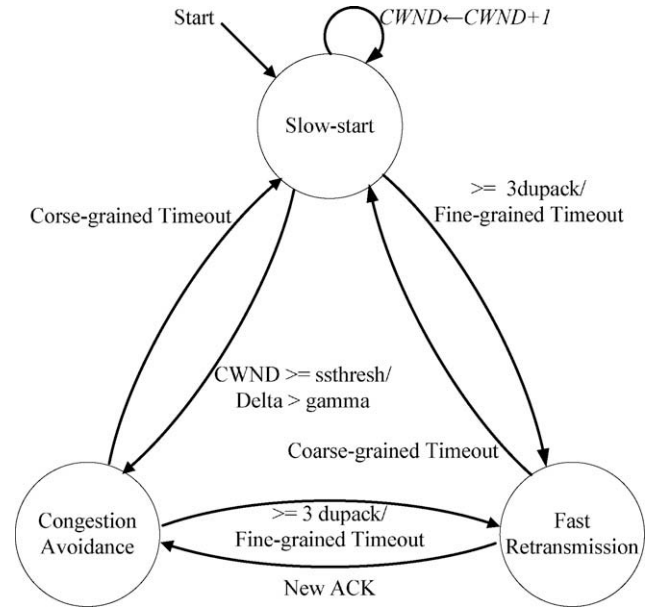 Start
CWND←CWND+1
Slow-start
>= 3dupack/
Fine-grained Timeout
Corse-grained Timeout
CWND >= ssthresh/
Delta > gamma
Coarse-grained Timeout
Congestion
Avoidance
>= 3 dupack/
Fine-grained Timeout
Fast
Retransmission
New ACK